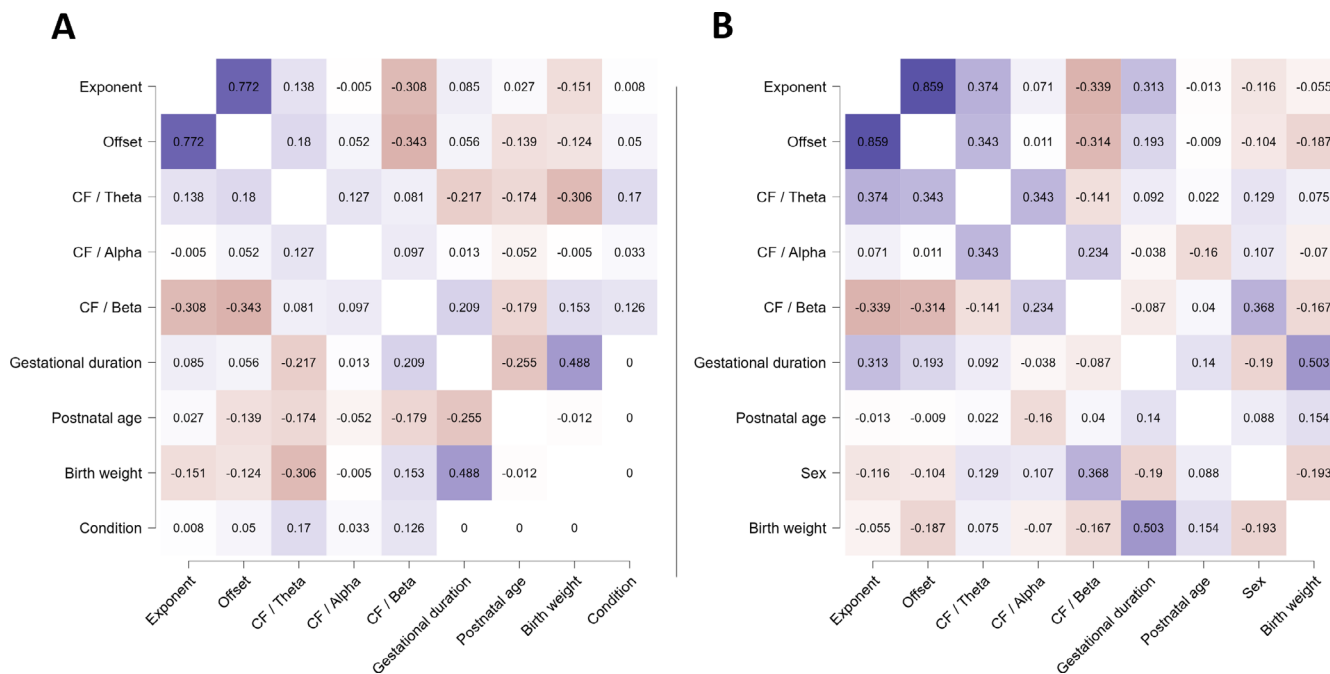 A
Exponent 0.772 0.138 -0.005 -0.308 0.085 0.027 -0.151 0.008
Offset 0.772 0.18 0.052 -0.343 0.056 -0.139 -0.124 0.05
CF / Theta 0.138 0.18 0.127 0.081 -0.217 -0.174 -0.306 0.17
CF / Alpha -0.005 0.052 0.127 0.097 0.013 -0.052 -0.005 0.033
CF / Beta -0.308 -0.343 0.081 0.097 0.209 -0.179 0.153 0.126
Gestational duration 0.085 0.056 -0.217 0.013 0.209 -0.255 0.488 0
Postnatal age 0.027 -0.139 -0.174 -0.052 -0.179 -0.255 -0.012 0
Birth weight -0.151 -0.124 -0.306 -0.005 0.153 0.488 -0.012 0
Condition 0.008 0.05 0.17 0.033 0.126 0 0 0
Exponent Offset CF / Theta CF / Alpha CF / Beta Gestational duration Postnatal age Birth weight Condition
B
Exponent 0.859 0.374 0.071 -0.339 0.313 -0.013 -0.116 -0.055
Offset 0.859 0.343 0.011 -0.314 0.193 -0.009 -0.104 -0.187
CF / Theta 0.374 0.343 0.343 -0.141 0.092 0.022 0.129 0.075
CF / Alpha 0.071 0.011 0.343 0.234 -0.038 -0.16 0.107 -0.07
CF / Beta -0.339 -0.314 -0.141 0.234 -0.087 0.04 0.368 -0.167
Gestational duration 0.313 0.193 0.092 -0.038 -0.087 0.14 -0.19 0.503
Postnatal age -0.013 -0.009 0.022 -0.16 0.04 0.14 0.088 0.154
Sex -0.116 -0.104 0.129 0.107 0.368 -0.19 0.088 -0.193
Birth weight -0.055 -0.187 0.075 -0.07 -0.167 0.503 0.154 -0.193
Exponent Offset CF / Theta CF / Alpha CF / Beta Gestational duration Postnatal age Sex Birth weight